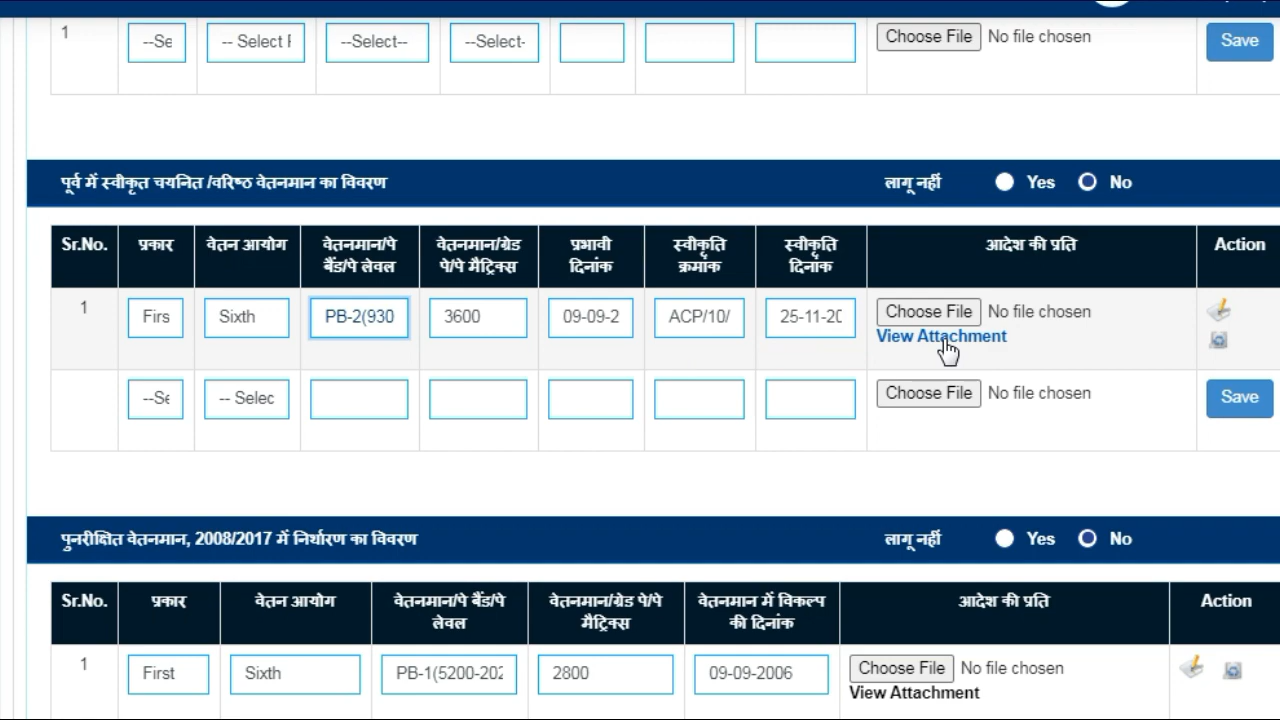 1 --Se -- Select F --Select-- --Select- Choose File No file chosen Save
पूर्व में स्वीकृत चयनित /वरिष्ठ वेतनमान का विवरण लागू नहीं Yes No
Sr.No. प्रकार वेतन आयोग वेतनमान/पे वेतनमान/ग्रेड प्रभावी स्वीकृति स्वीकृति आदेश की प्रति Action
बैंड/पे लेवल पे/पे मैट्रिक्स दिनांक क्रमांक दिनांक
1 Firs Sixth PB-2(930 3600 09-09-2 ACP/10/ 25-11-20 Choose File No file chosen
View Attachment
--Se -- Selec Choose File No file chosen Save
पुनरीक्षित वेतनमान, 2008/2017 में निर्धारण का विवरण लागू नहीं Yes No
Sr.No. प्रकार वेतन आयोग वेतनमान/पे बैंड/पे वेतनमान/ग्रेड पे/पे वेतनमान में विकल्प आदेश की प्रति Action
लेवल मैट्रिक्स की दिनांक
1 First Sixth PB-1(5200-202 2800 09-09-2006 Choose File No file chosen
View Attachment